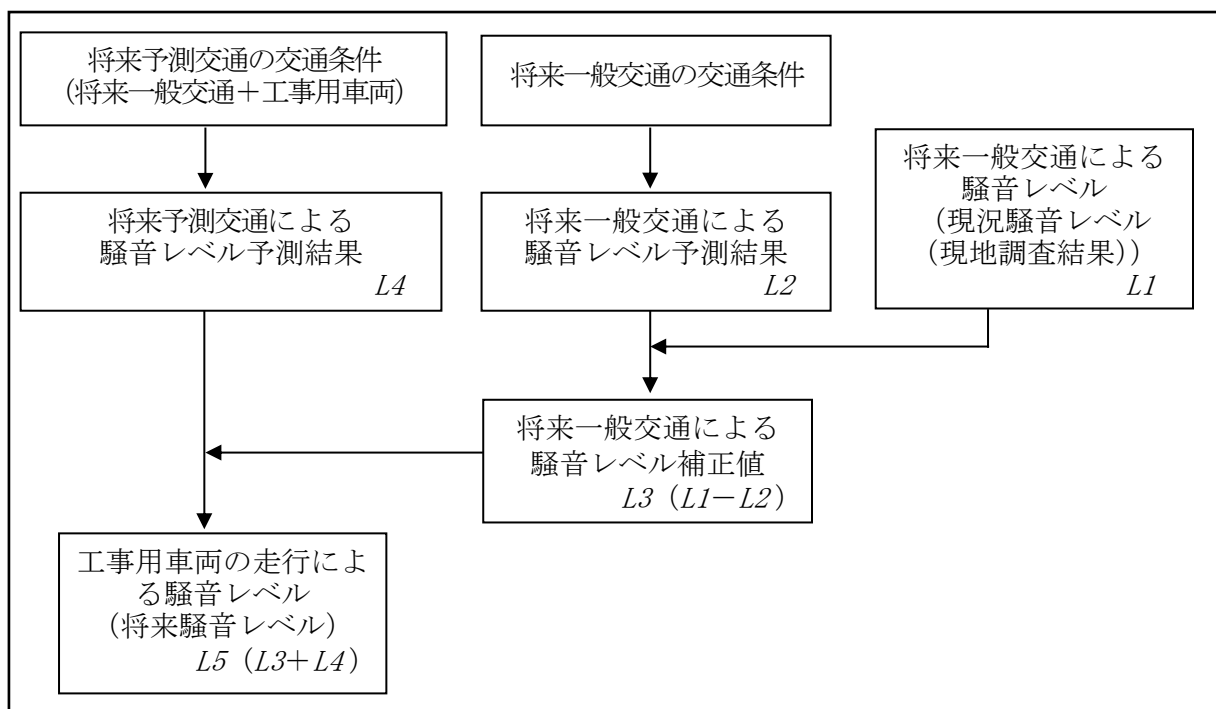 将来予測交通の交通条件
(将来一般交通＋工事用車両)
将来一般交通の交通条件
将来一般交通による
騒音レベル
(現況騒音レベル
(現地調査結果))
L1
将来予測交通による
騒音レベル予測結果
L4
将来一般交通による
騒音レベル予測結果
L2
将来一般交通による
騒音レベル補正値
L3（L1－L2）
工事用車両の走行によ
る騒音レベル
(将来騒音レベル)
L5（L3＋L4）